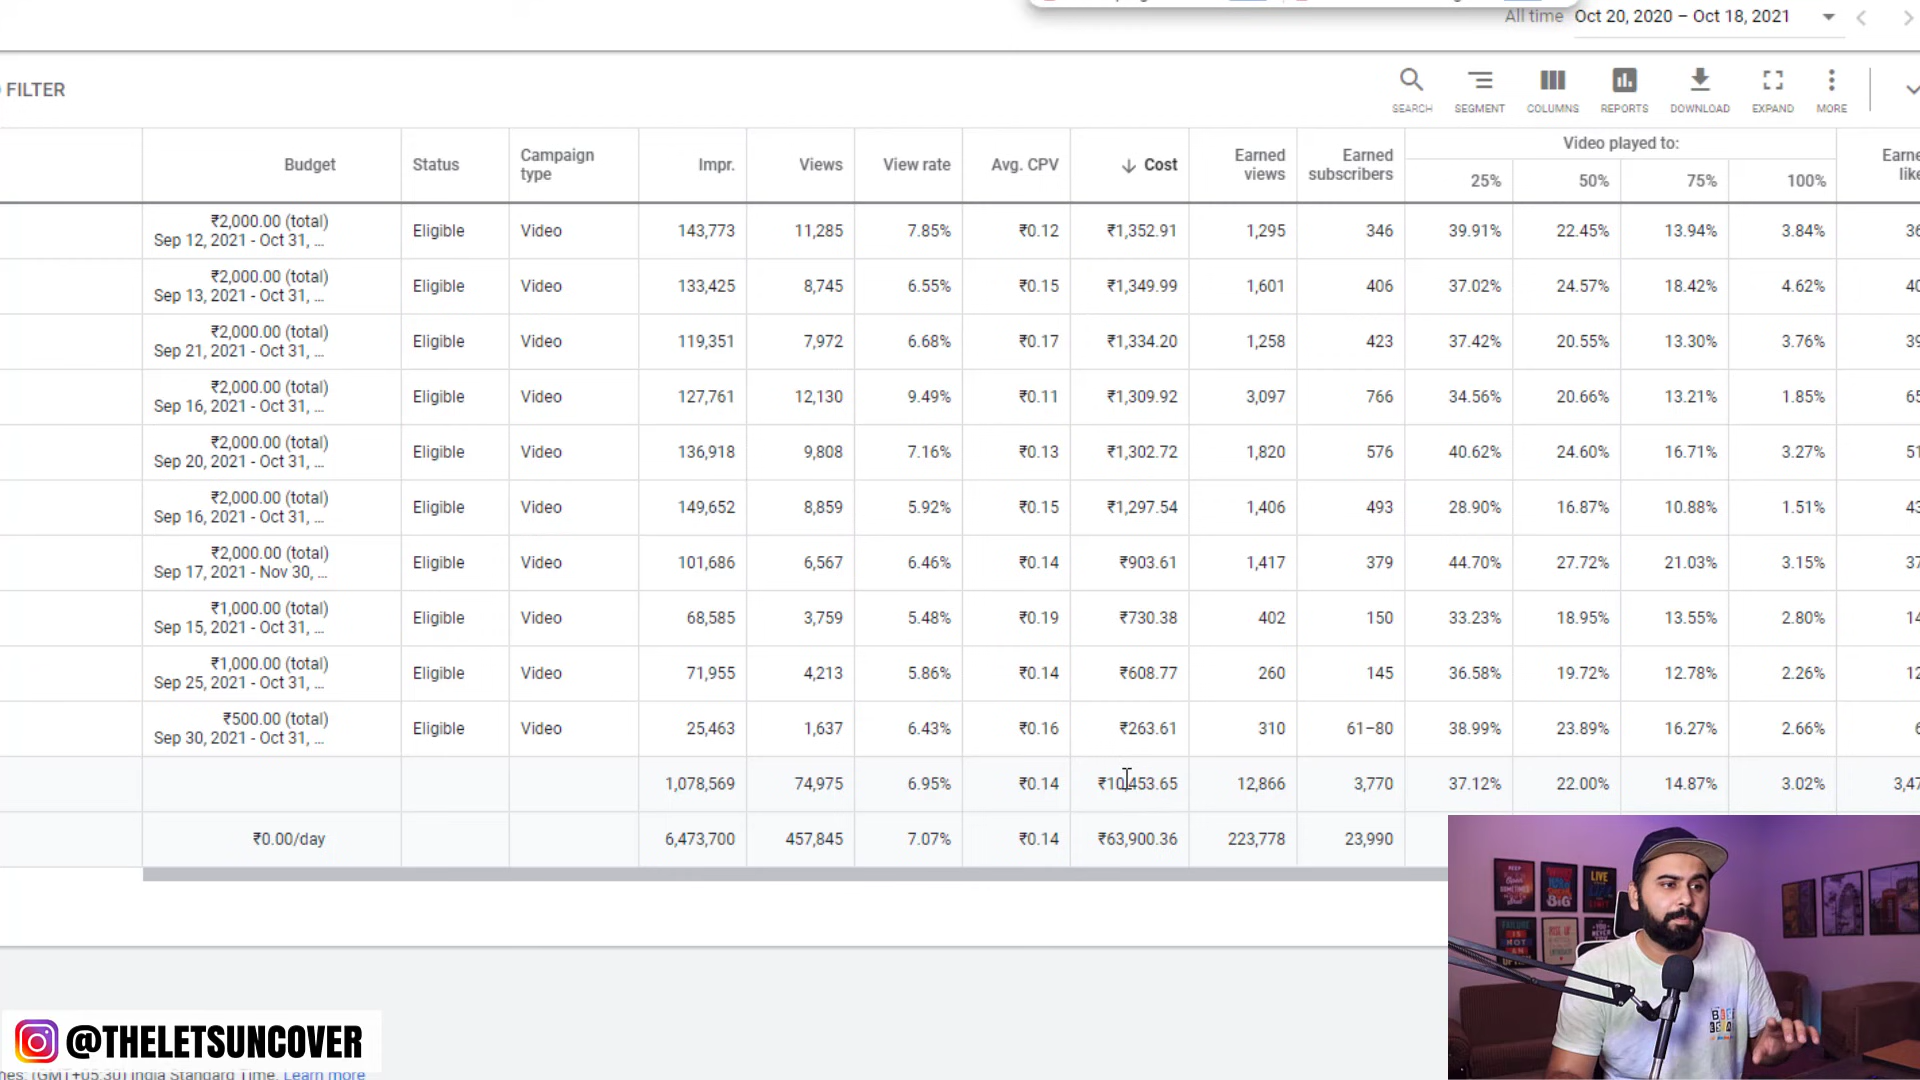 All time Oct 20, 2020 – Oct 18, 2021
FILTER
SEARCH SEGMENT COLUMNS REPORTS DOWNLOAD EXPAND MORE
Budget Status Campaign type Impr. Views View rate Avg. CPV Cost Earned views Earned subscribers Video played to: 25% 50% 75% 100%
₹2,000.00 (total) Sep 12, 2021 - Oct 31, ... Eligible Video 143,773 11,285 7.85% ₹0.12 ₹1,352.91 1,295 346 39.91% 22.45% 13.94% 3.84%
₹2,000.00 (total) Sep 13, 2021 - Oct 31, ... Eligible Video 133,425 8,745 6.55% ₹0.15 ₹1,349.99 1,601 406 37.02% 24.57% 18.42% 4.62%
₹2,000.00 (total) Sep 21, 2021 - Oct 31, ... Eligible Video 119,351 7,972 6.68% ₹0.17 ₹1,334.20 1,258 423 37.42% 20.55% 13.30% 3.76%
₹2,000.00 (total) Sep 16, 2021 - Oct 31, ... Eligible Video 127,761 12,130 9.49% ₹0.11 ₹1,309.92 3,097 766 34.56% 20.66% 13.21% 1.85%
₹2,000.00 (total) Sep 20, 2021 - Oct 31, ... Eligible Video 136,918 9,808 7.16% ₹0.13 ₹1,302.72 1,820 576 40.62% 24.60% 16.71% 3.27%
₹2,000.00 (total) Sep 16, 2021 - Oct 31, ... Eligible Video 149,652 8,859 5.92% ₹0.15 ₹1,297.54 1,406 493 28.90% 16.87% 10.88% 1.51%
₹2,000.00 (total) Sep 17, 2021 - Nov 30, ... Eligible Video 101,686 6,567 6.46% ₹0.14 ₹903.61 1,417 379 44.70% 27.72% 21.03% 3.15%
₹1,000.00 (total) Sep 15, 2021 - Oct 31, ... Eligible Video 68,585 3,759 5.48% ₹0.19 ₹730.38 402 150 33.23% 18.95% 13.55% 2.80%
₹1,000.00 (total) Sep 25, 2021 - Oct 31, ... Eligible Video 71,955 4,213 5.86% ₹0.14 ₹608.77 260 145 36.58% 19.72% 12.78% 2.26%
₹500.00 (total) Sep 30, 2021 - Oct 31, ... Eligible Video 25,463 1,637 6.43% ₹0.16 ₹263.61 310 61–80 38.99% 23.89% 16.27% 2.66%
1,078,569 74,975 6.95% ₹0.14 ₹10,453.65 12,866 3,770 37.12% 22.00% 14.87% 3.02%
₹0.00/day 6,473,700 457,845 7.07% ₹0.14 ₹63,900.36 223,778 23,990
@THELETSUNCOVER
(GMT+05:30) India Standard Time. Learn more